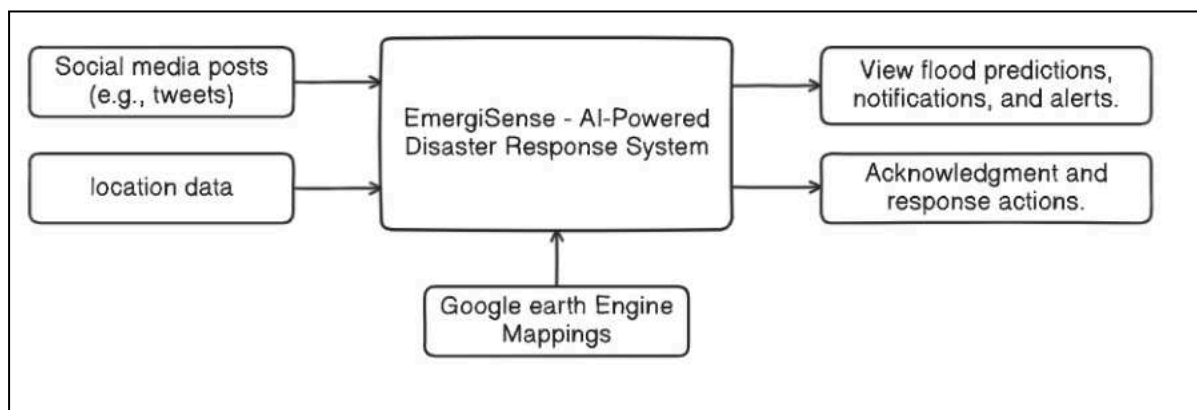 Social media posts
(e.g., tweets)
location data
EmergiSense - AI-Powered
Disaster Response System
Google earth Engine
Mappings
View flood predictions,
notifications, and alerts.
Acknowledgment and
response actions.